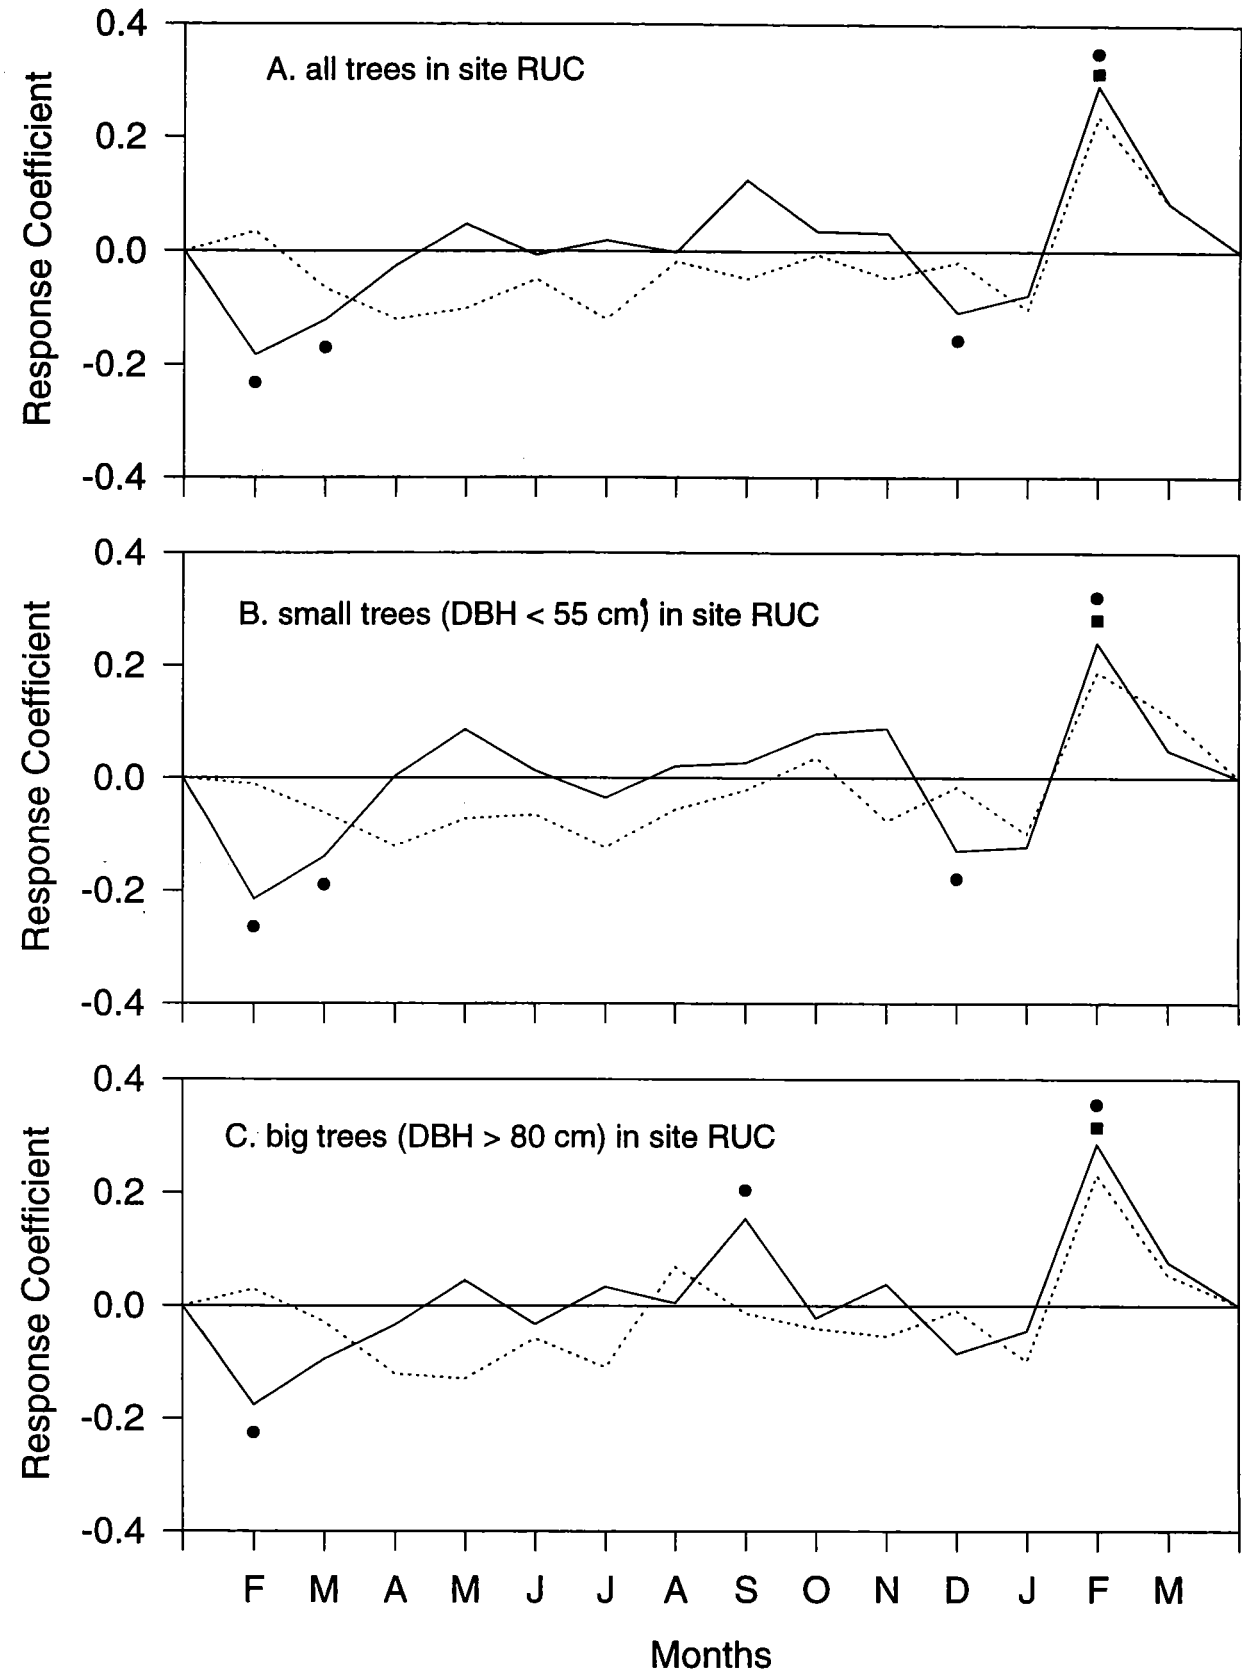 0.4
A. all trees in site RUC
0.2
0.0
-0.2
-0.4
Response Coefficient
0.4
B. small trees (DBH < 55 cm) in site RUC
0.2
0.0
-0.2
-0.4
Response Coefficient
0.4
C. big trees (DBH > 80 cm) in site RUC
0.2
0.0
-0.2
-0.4
Response Coefficient
F M A M J J A S O N D J F M
Months